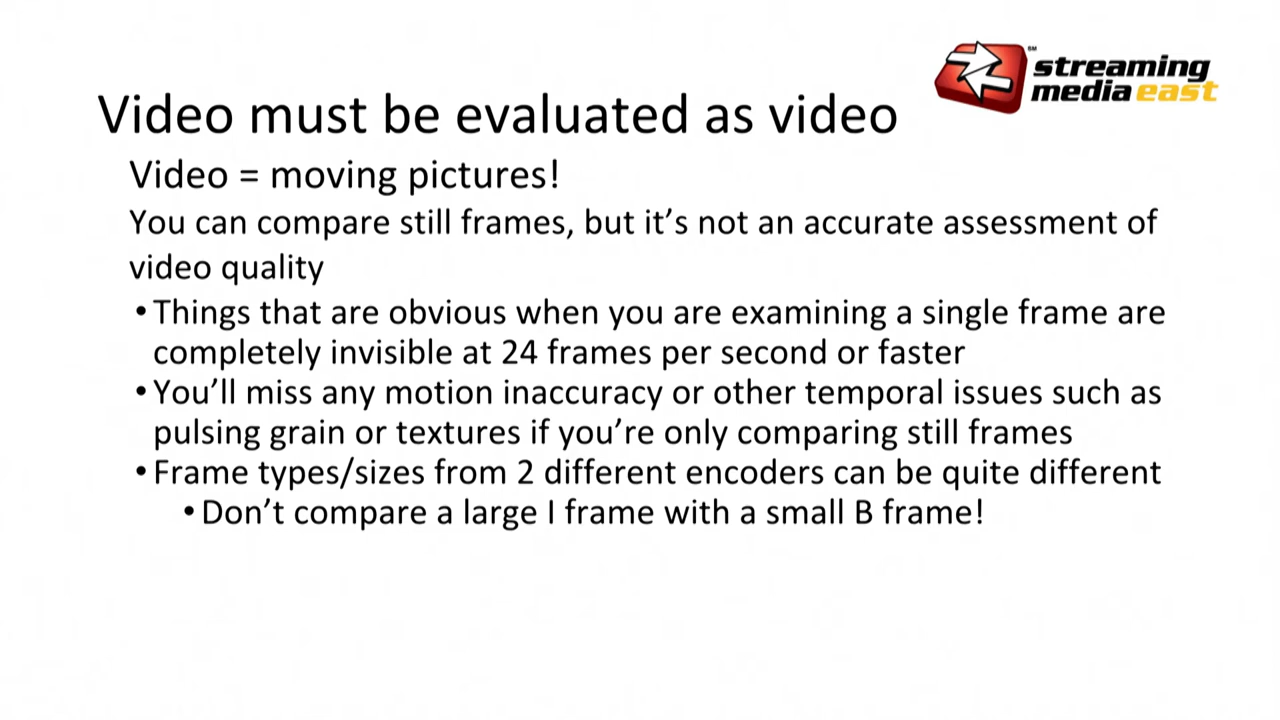 streaming
media east
SM
Video must be evaluated as video
Video = moving pictures!
You can compare still frames, but it’s not an accurate assessment of
video quality
•Things that are obvious when you are examining a single frame are
completely invisible at 24 frames per second or faster
•You’ll miss any motion inaccuracy or other temporal issues such as
pulsing grain or textures if you’re only comparing still frames
•Frame types/sizes from 2 different encoders can be quite different
•Don’t compare a large I frame with a small B frame!